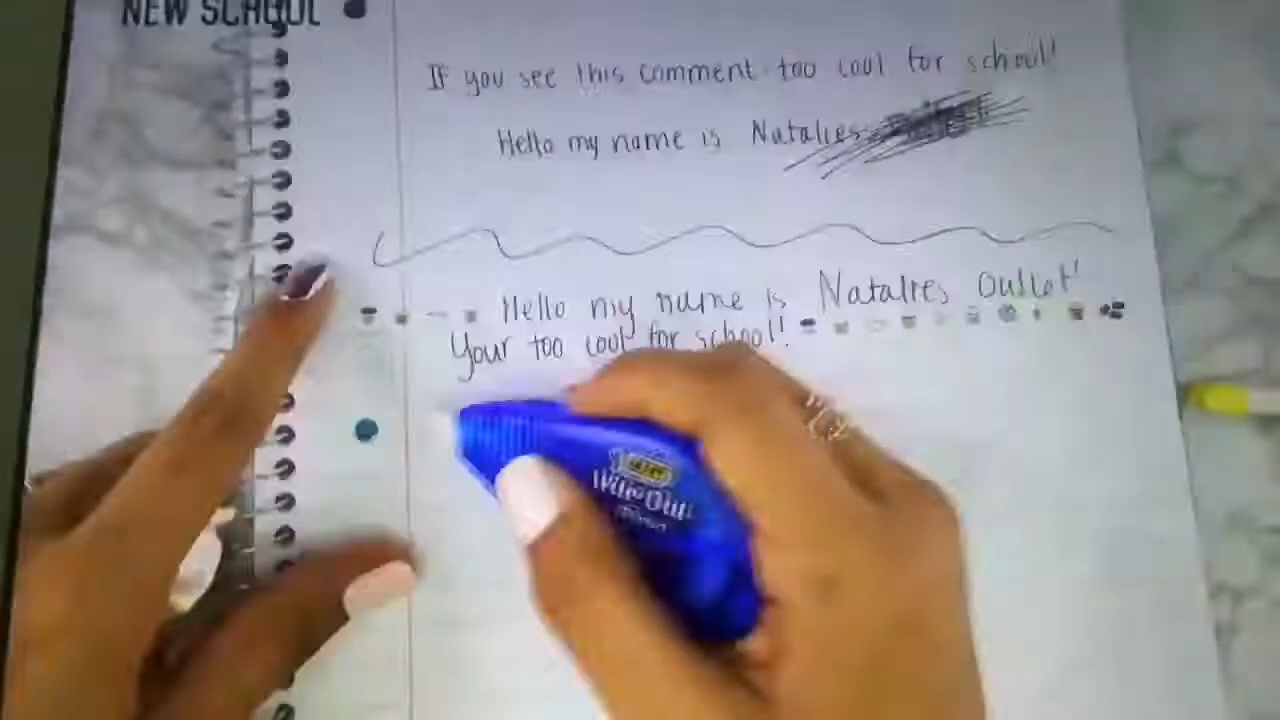 NEW SCHOOL
If you see this comment too cool for school!
Hello my name is Natalies
Hello my name is Natalies Outlet!
Your too cool for school!
BIC
Wite·Out